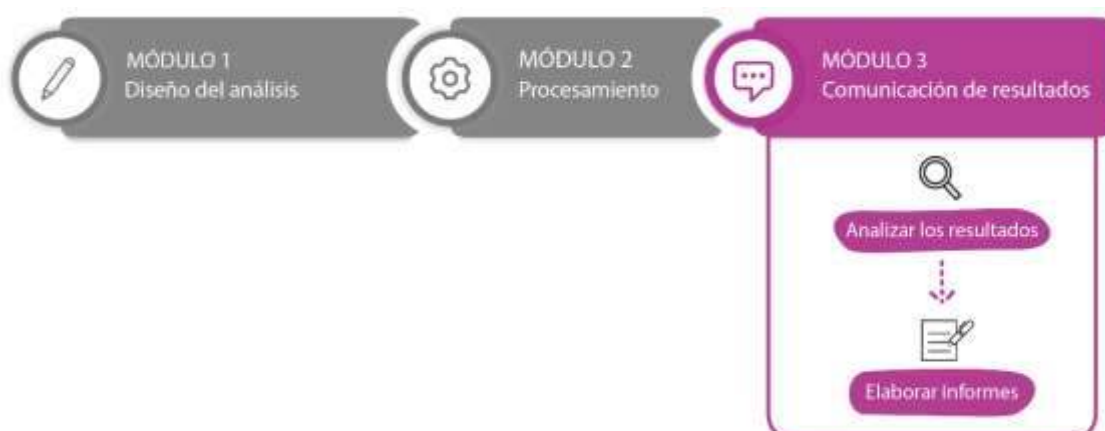 MÓDULO 1
Diseño del análisis
MÓDULO 2
Procesamiento
MÓDULO 3
Comunicación de resultados
Analizar los resultados
Elaborar informes